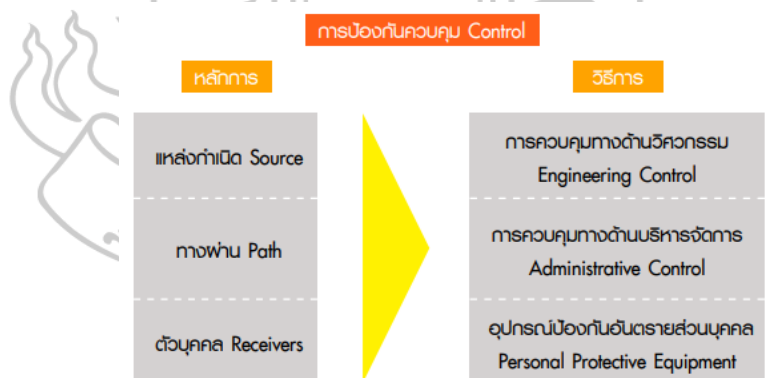 การป้องกันควบคุม Control
หลักการ
วิธีการ
แหล่งกำเนิด Source
ทางผ่าน Path
ตัวบุคคล Receivers
การควบคุมทางด้านวิศวกรรม
Engineering Control
การควบคุมทางด้านบริหารจัดการ
Administrative Control
อุปกรณ์ป้องกันอันตรายส่วนบุคคล
Personal Protective Equipment